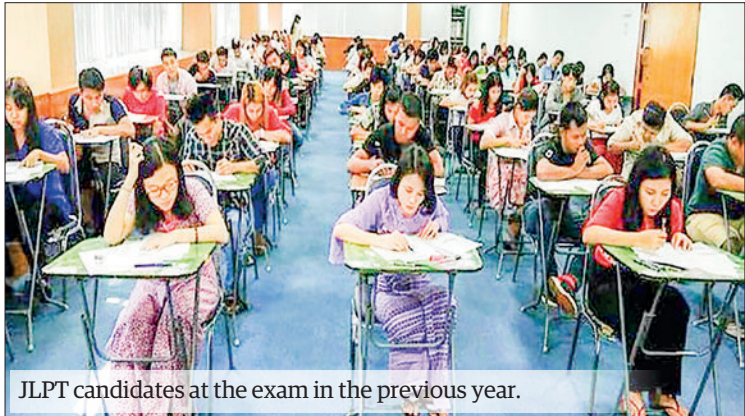 JLPT candidates at the exam in the previous year.